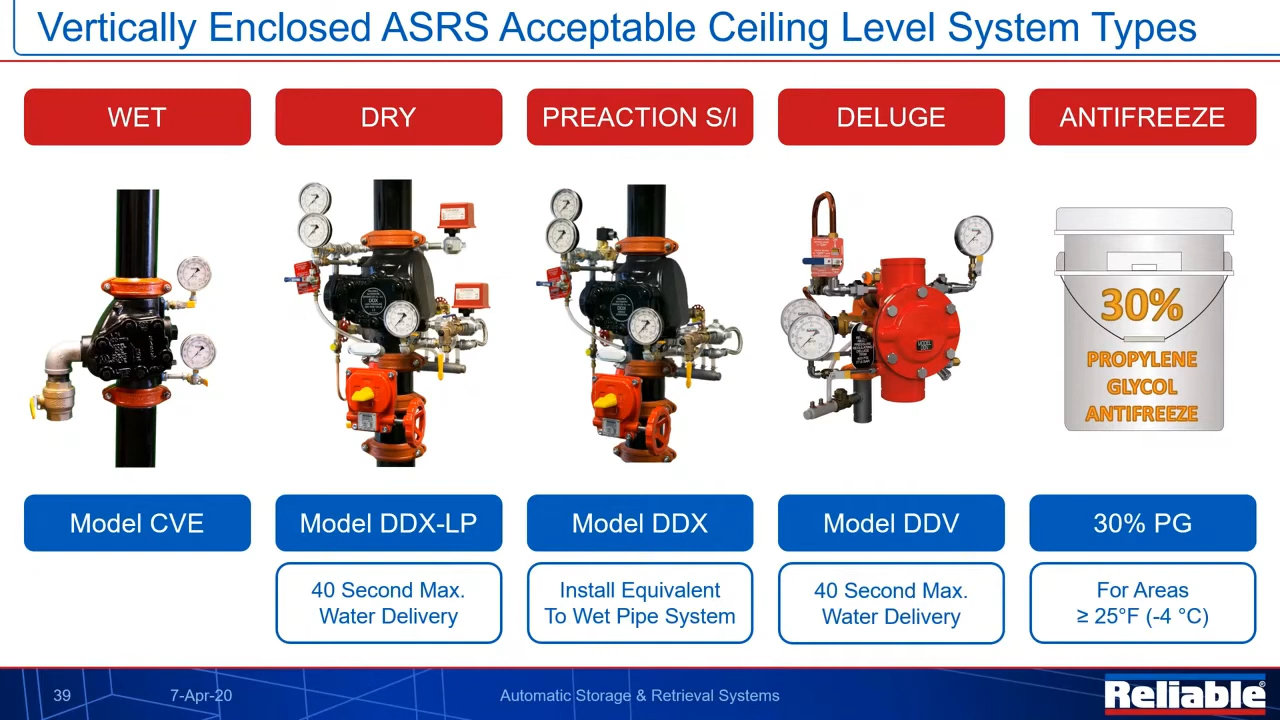 Vertically Enclosed ASRS Acceptable Ceiling Level System Types
WET
DRY
PREACTION S/I
DELUGE
ANTIFREEZE
30%
PROPYLENE
GLYCOL
ANTIFREEZE
Model CVE
Model DDX-LP
Model DDX
Model DDV
30% PG
40 Second Max.
Water Delivery
Install Equivalent
To Wet Pipe System
40 Second Max.
Water Delivery
For Areas
≥ 25°F (-4 °C)
39
7-Apr-20
Automatic Storage & Retrieval Systems
Reliable®